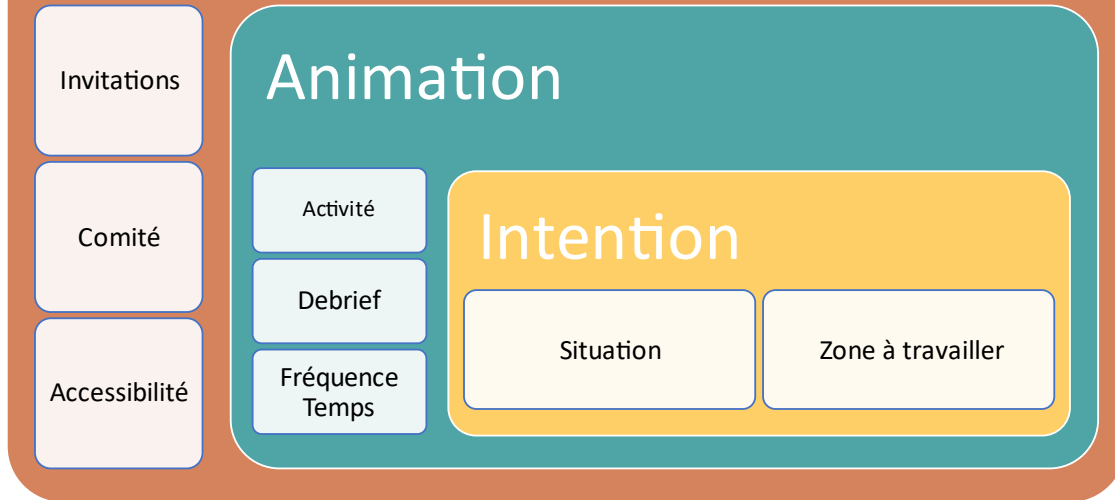 Invitations
Comité
Accessibilité
Animation
Activité
Debrief
Fréquence
Temps
Intention
Situation
Zone à travailler